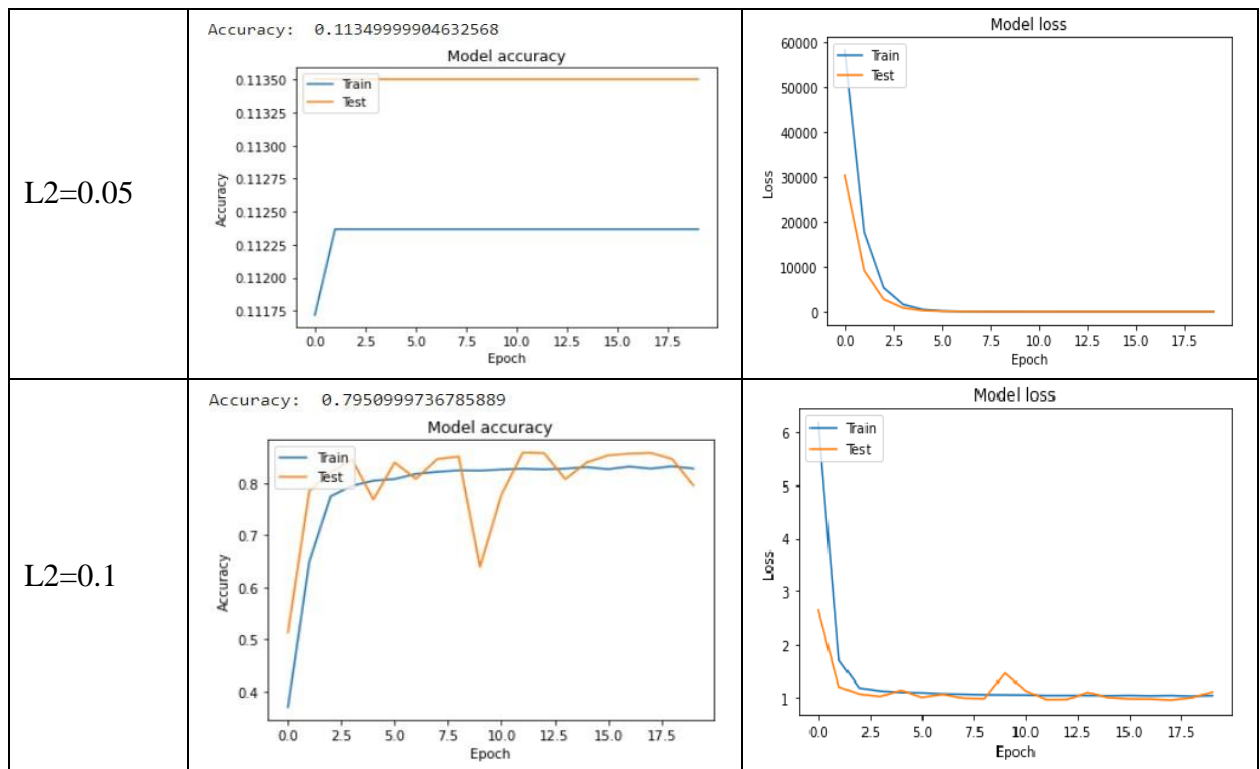 L2=0.05
Accuracy: 0.11349999904632568
Model accuracy
Train
Test
0.11350
0.11325
0.11300
0.11275
0.11250
0.11225
0.11200
0.11175
Accuracy
0.0 2.5 5.0 7.5 10.0 12.5 15.0 17.5
Epoch
Model loss
Train
Test
60000
50000
40000
30000
20000
10000
0
Loss
0.0 2.5 5.0 7.5 10.0 12.5 15.0 17.5
Epoch
L2=0.1
Accuracy: 0.7950999736785889
Model accuracy
Train
Test
0.8
0.7
0.6
0.5
0.4
Accuracy
0.0 2.5 5.0 7.5 10.0 12.5 15.0 17.5
Epoch
Model loss
Train
Test
6
5
4
3
2
1
Loss
0.0 2.5 5.0 7.5 10.0 12.5 15.0 17.5
Epoch